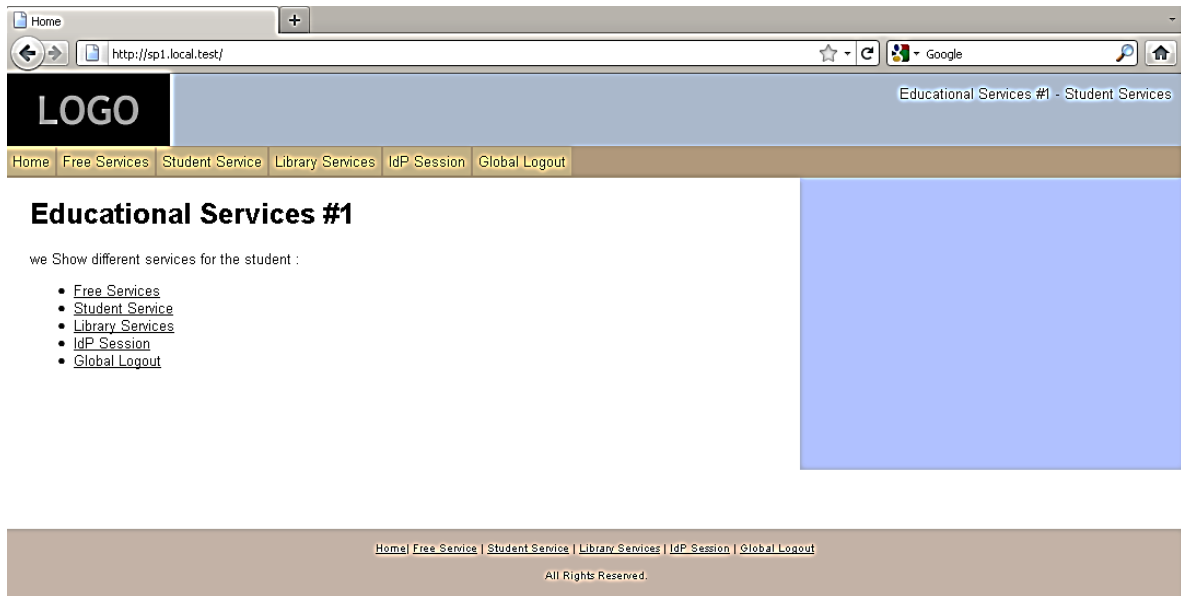 Home
http://sp1.local.test/
Google
LOGO
Educational Services #1 - Student Services
Home Free Services Student Service Library Services IdP Session Global Logout
Educational Services #1
we Show different services for the student :
Free Services
Student Service
Library Services
IdP Session
Global Logout
Home| Free Service | Student Service | Library Services | IdP Session | Global Logout
All Rights Reserved.